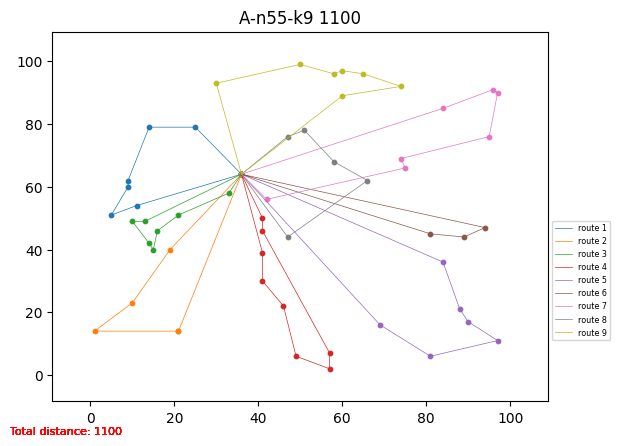 A-n55-k9 1100
100
80
60
40
20
0
0 20 40 60 80 100
route 1
route 2
route 3
route 4
route 5
route 6
route 7
route 8
route 9
Total distance: 1100